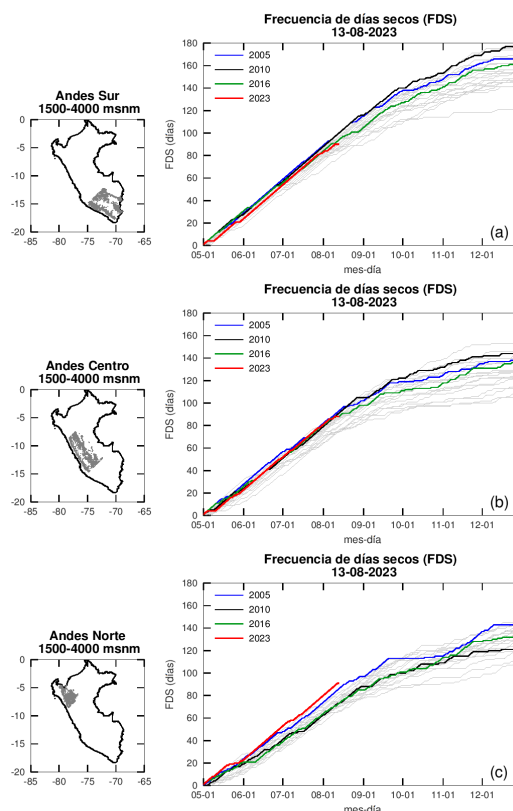 Frecuencia de días secos (FDS)
13-08-2023
Andes Sur
1500-4000 msnm
0
-5
-10
-15
-20
-85 -80 -75 -70 -65
FDS (días)
180
160
140
120
100
80
60
40
20
0
2005
2010
2016
2023
(a)
05-01 06-01 07-01 08-01 09-01 10-01 11-01 12-01
mes-día
Frecuencia de días secos (FDS)
13-08-2023
Andes Centro
1500-4000 msnm
0
-5
-10
-15
-20
-85 -80 -75 -70 -65
FDS (días)
180
160
140
120
100
80
60
40
20
0
2005
2010
2016
2023
(b)
05-01 06-01 07-01 08-01 09-01 10-01 11-01 12-01
mes-día
Frecuencia de días secos (FDS)
13-08-2023
Andes Norte
1500-4000 msnm
0
-5
-10
-15
-20
-85 -80 -75 -70 -65
FDS (días)
180
160
140
120
100
80
60
40
20
0
2005
2010
2016
2023
(c)
05-01 06-01 07-01 08-01 09-01 10-01 11-01 12-01
mes-día